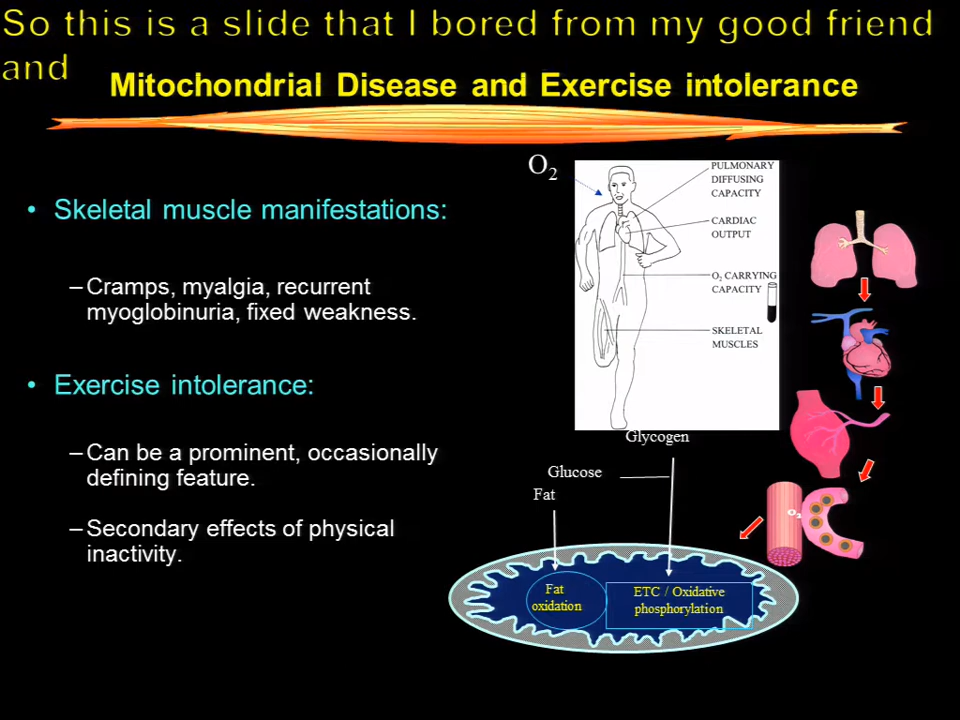 So this is a slide that I bored from my good friend
and
Mitochondrial Disease and Exercise intolerance
• Skeletal muscle manifestations:
– Cramps, myalgia, recurrent
myoglobinuria, fixed weakness.
• Exercise intolerance:
– Can be a prominent, occasionally
defining feature.
– Secondary effects of physical
inactivity.
O2
PULMONARY
DIFFUSING
CAPACITY
CARDIAC
OUTPUT
O2 CARRYING
CAPACITY
SKELETAL
MUSCLES
Glycogen
Glucose
Fat
O2
Fat
oxidation
ETC / Oxidative
phosphorylation